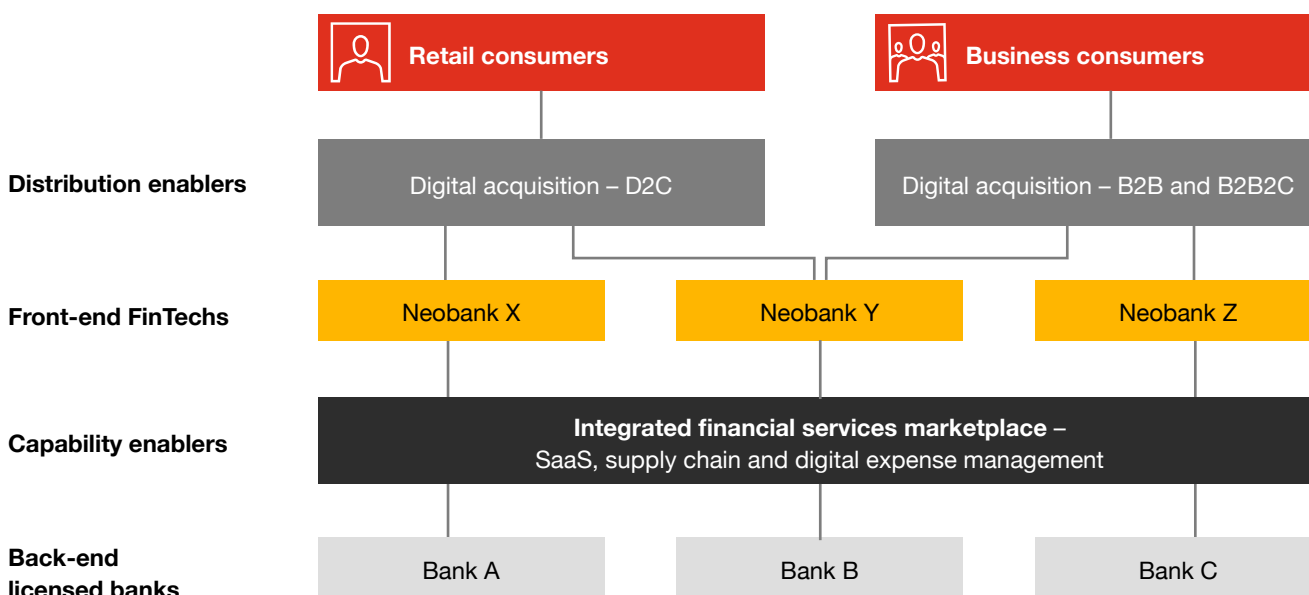 Retail consumers
Business consumers
Distribution enablers
Digital acquisition – D2C
Digital acquisition – B2B and B2B2C
Front-end FinTechs
Neobank X
Neobank Y
Neobank Z
Capability enablers
Integrated financial services marketplace –
SaaS, supply chain and digital expense management
Back-end
licensed banks
Bank A
Bank B
Bank C